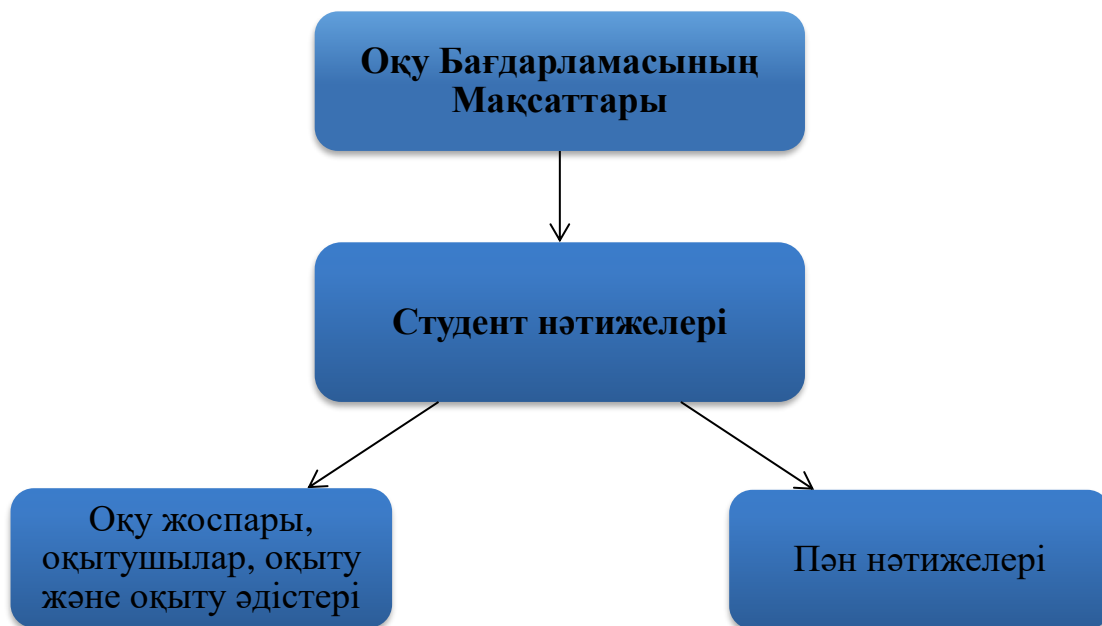 Оқу Бағдарламасының
Мақсаттары
Студент нәтижелері
Оқу жоспары,
оқытушылар, оқыту
және оқыту әдістері
Пән нәтижелері